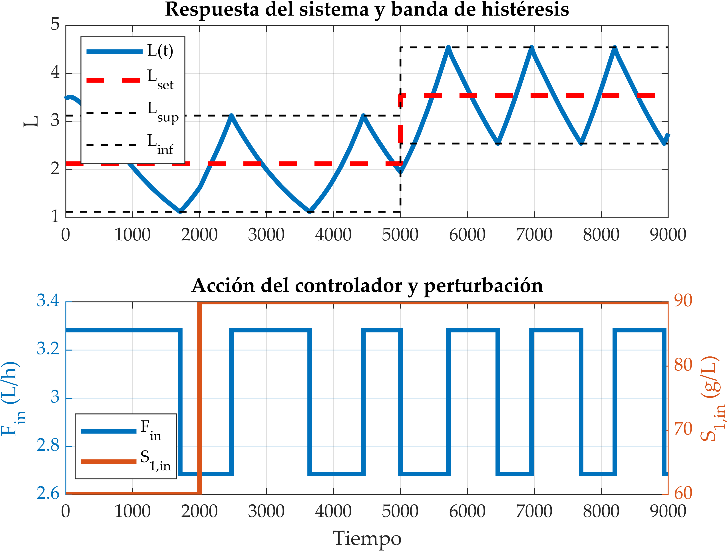 Respuesta del sistema y banda de histéresis
5
4
3
2
1
L
L(t)
L_set
L_sup
L_inf
0 1000 2000 3000 4000 5000 6000 7000 8000 9000
Acción del controlador y perturbación
3.4
3.2
3
2.8
2.6
F_in (L/h)
F_in
S_1,in
90
80
70
60
S_1,in (g/L)
0 1000 2000 3000 4000 5000 6000 7000 8000 9000
Tiempo